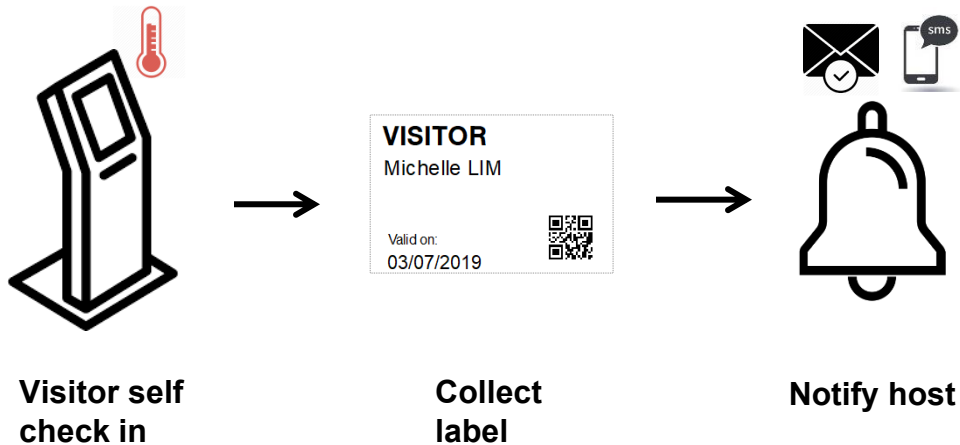 sms
VISITOR
Michelle LIM
Valid on:
03/07/2019
Visitor self
check in
Collect
label
Notify host